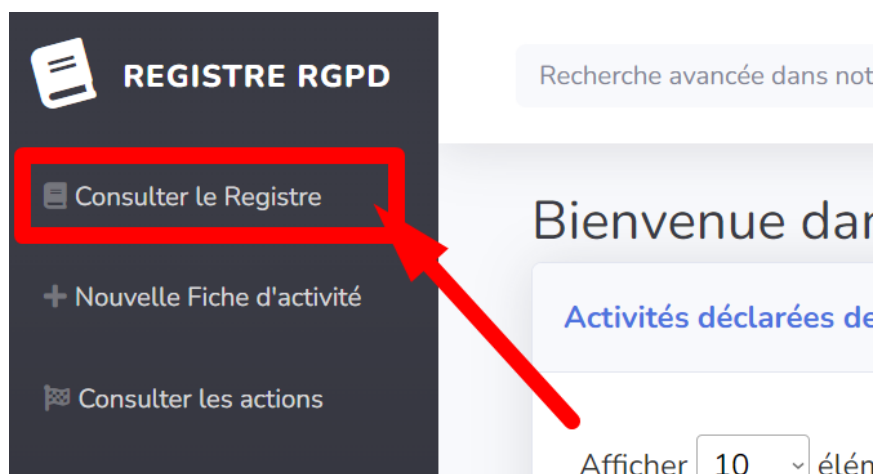 REGISTRE RGPD
Recherche avancée dans not
Consulter le Registre
Bienvenue dar
Nouvelle Fiche d'activité
Activités déclarées de
Consulter les actions
Afficher 10 élém